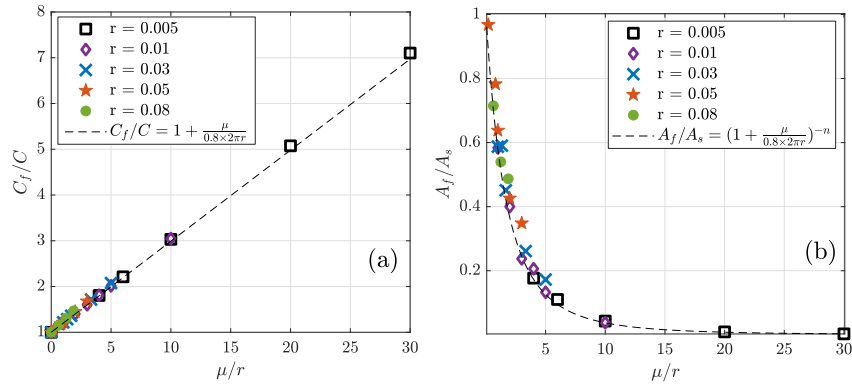 8
7
6
5
4
3
2
1
C_f/C
r = 0.005
r = 0.01
r = 0.03
r = 0.05
r = 0.08
C_f/C = 1 + μ/(0.8×2πr)
(a)
0 5 10 15 20 25 30
μ/r
1
0.8
0.6
0.4
0.2
A_f/A_s
r = 0.005
r = 0.01
r = 0.03
r = 0.05
r = 0.08
A_f/A_s = (1 + μ/(0.8×2πr))^{-n}
(b)
5 10 15 20 25 30
μ/r